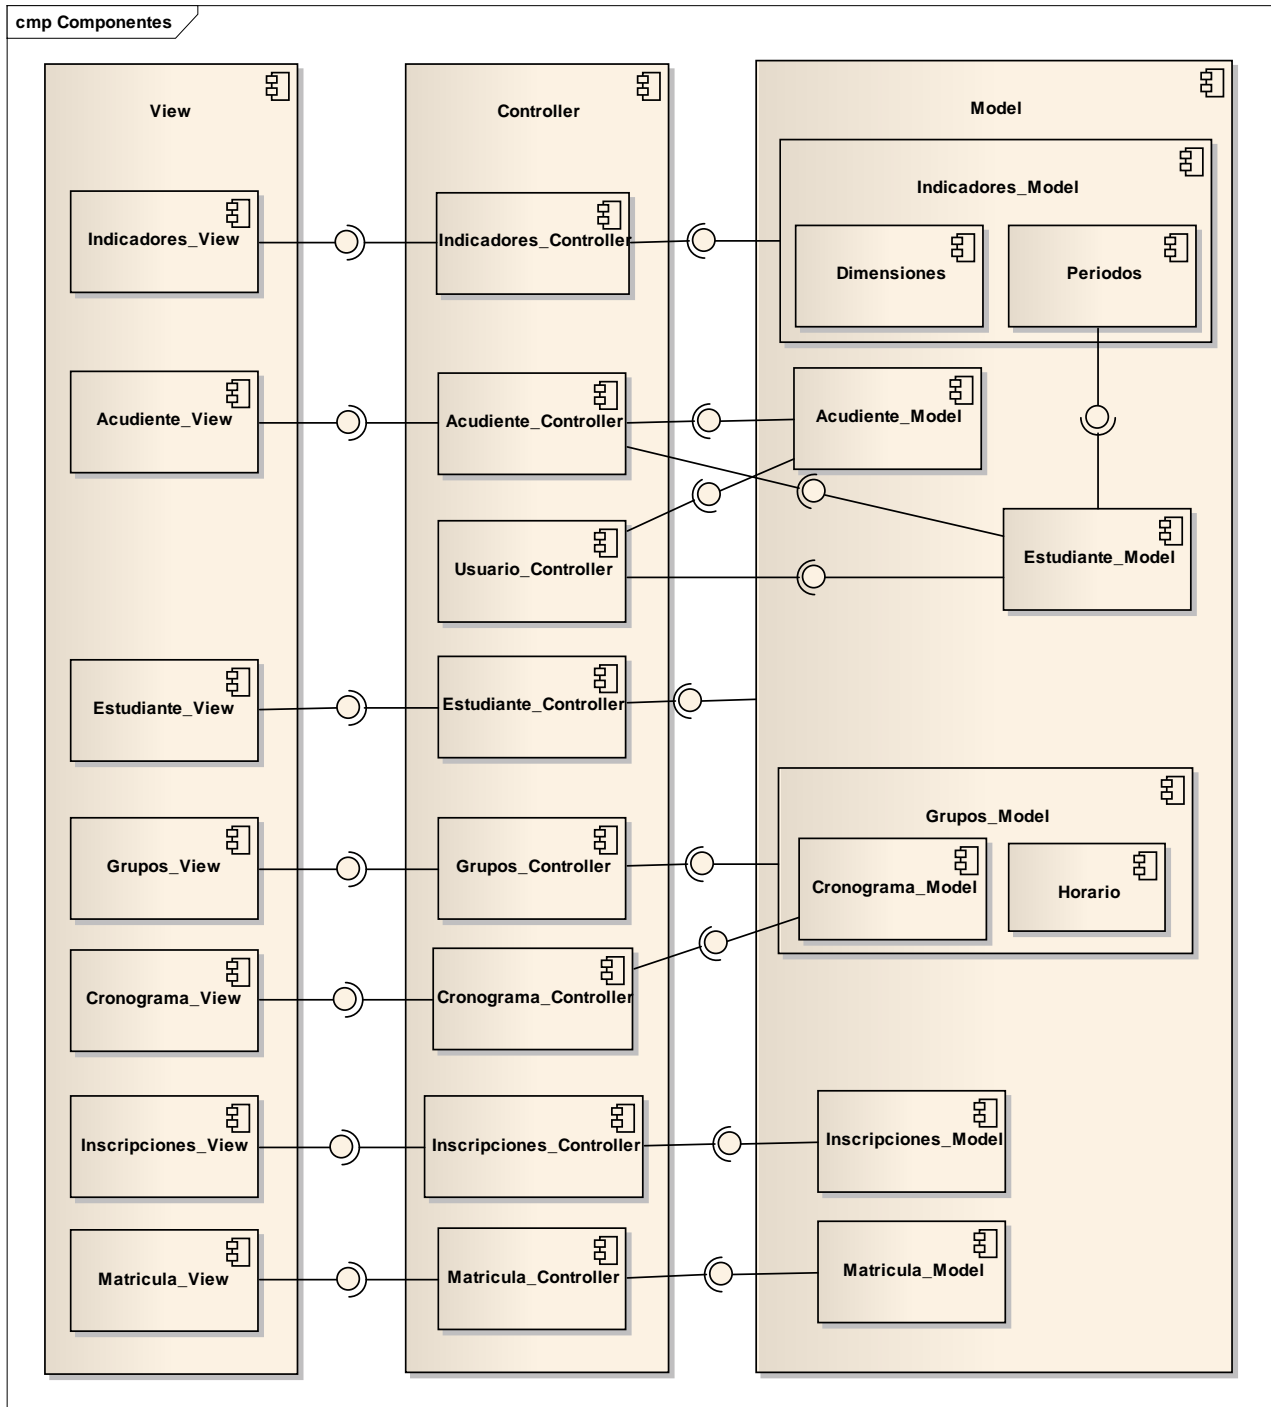 cmp Componentes
View
Controller
Model
Indicadores_Model
Indicadores_View
Indicadores_Controller
Dimensiones
Periodos
Acudiente_View
Acudiente_Controller
Acudiente_Model
Usuario_Controller
Estudiante_Model
Estudiante_View
Estudiante_Controller
Grupos_Model
Grupos_View
Grupos_Controller
Cronograma_Model
Horario
Cronograma_View
Cronograma_Controller
Inscripciones_View
Inscripciones_Controller
Inscripciones_Model
Matricula_View
Matricula_Controller
Matricula_Model